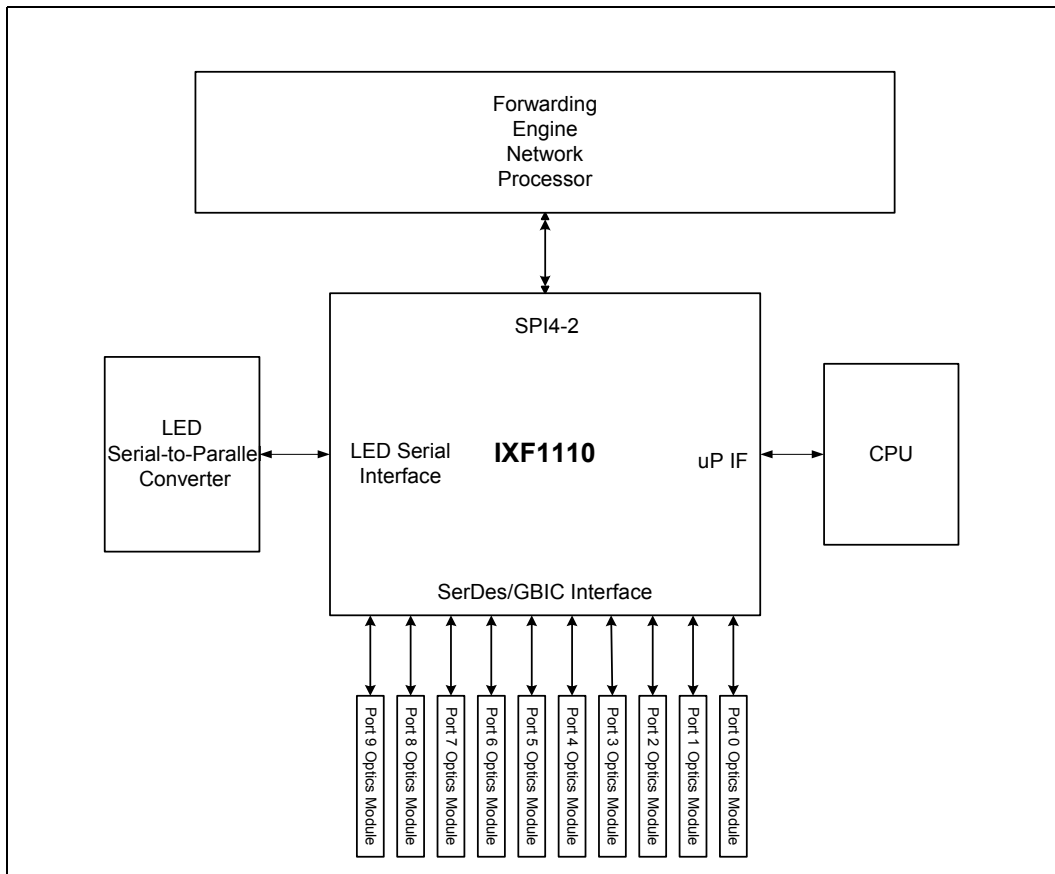 Forwarding
Engine
Network
Processor
SPI4-2
LED
Serial-to-Parallel
Converter
LED Serial
Interface
IXF1110
uP IF
CPU
SerDes/GBIC Interface
Port 9 Optics Module
Port 8 Optics Module
Port 7 Optics Module
Port 6 Optics Module
Port 5 Optics Module
Port 4 Optics Module
Port 3 Optics Module
Port 2 Optics Module
Port 1 Optics Module
Port 0 Optics Module